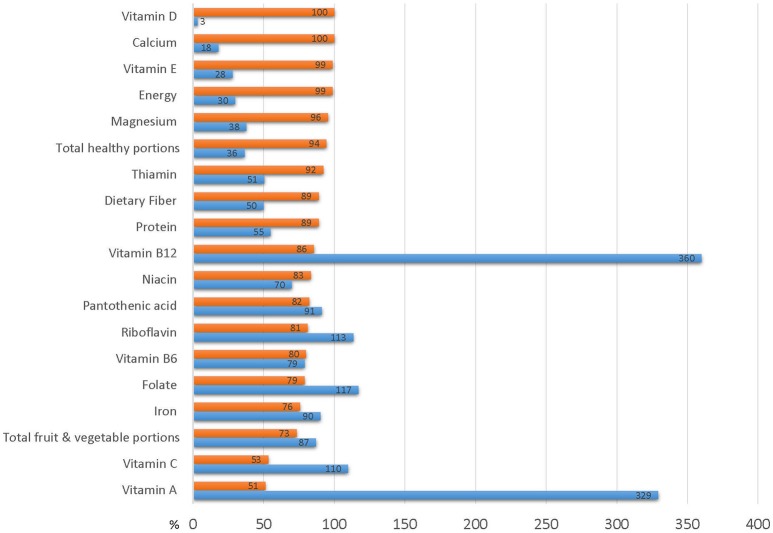 Vitamin D 100
3
Calcium 100
18
Vitamin E 99
28
Energy 99
30
Magnesium 96
38
Total healthy portions 94
36
Thiamin 92
51
Dietary Fiber 89
50
Protein 89
55
Vitamin B12 86
360
Niacin 83
70
Pantothenic acid 82
91
Riboflavin 81
113
Vitamin B6 80
79
Folate 79
117
Iron 76
90
Total fruit & vegetable portions 73
87
Vitamin C 53
110
Vitamin A 51
329
% 0 50 100 150 200 250 300 350 400